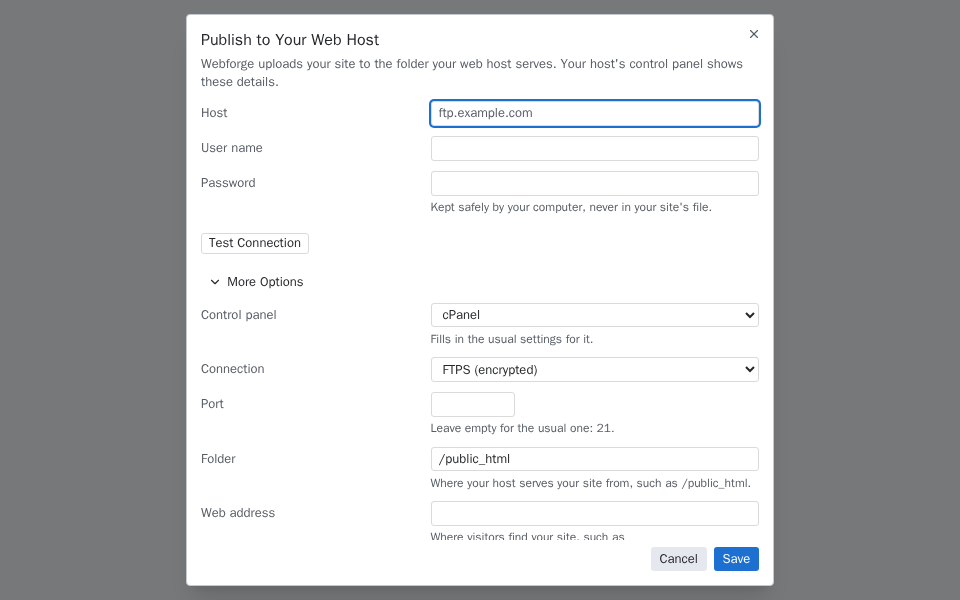 Publish to Your Web Host
Webforge uploads your site to the folder your web host serves. Your host's control panel shows
these details.
Host
ftp.example.com
User name
Password
Kept safely by your computer, never in your site's file.
Test Connection
More Options
Control panel
cPanel
Fills in the usual settings for it.
Connection
FTPS (encrypted)
Port
Leave empty for the usual one: 21.
Folder
/public_html
Where your host serves your site from, such as /public_html.
Web address
Where visitors find your site, such as
Cancel
Save